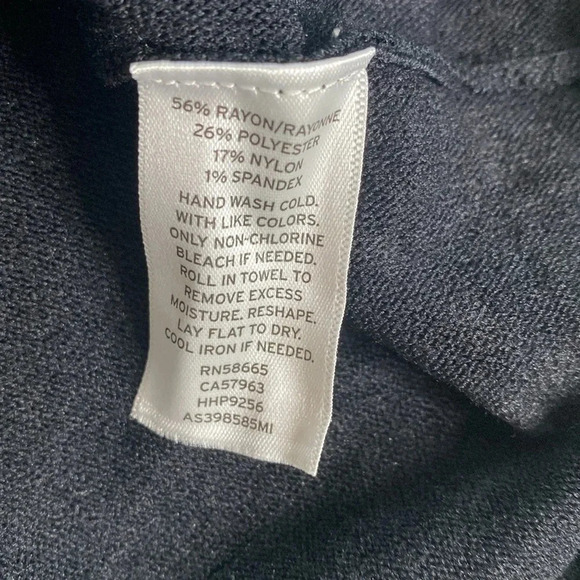 56% RAYON/RAYONNE
26% POLYESTER
17% NYLON
1% SPANDEX
HAND WASH COLD.
WITH LIKE COLORS.
ONLY NON-CHLORINE
BLEACH IF NEEDED.
ROLL IN TOWEL TO
REMOVE EXCESS
MOISTURE. RESHAPE.
LAY FLAT TO DRY.
COOL IRON IF NEEDED.
RN58665
CA57963
HHP9256
AS398585MI